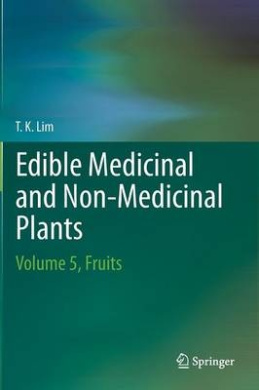 T. K. Lim
Edible Medicinal
and Non-Medicinal
Plants
Volume 5, Fruits
Springer